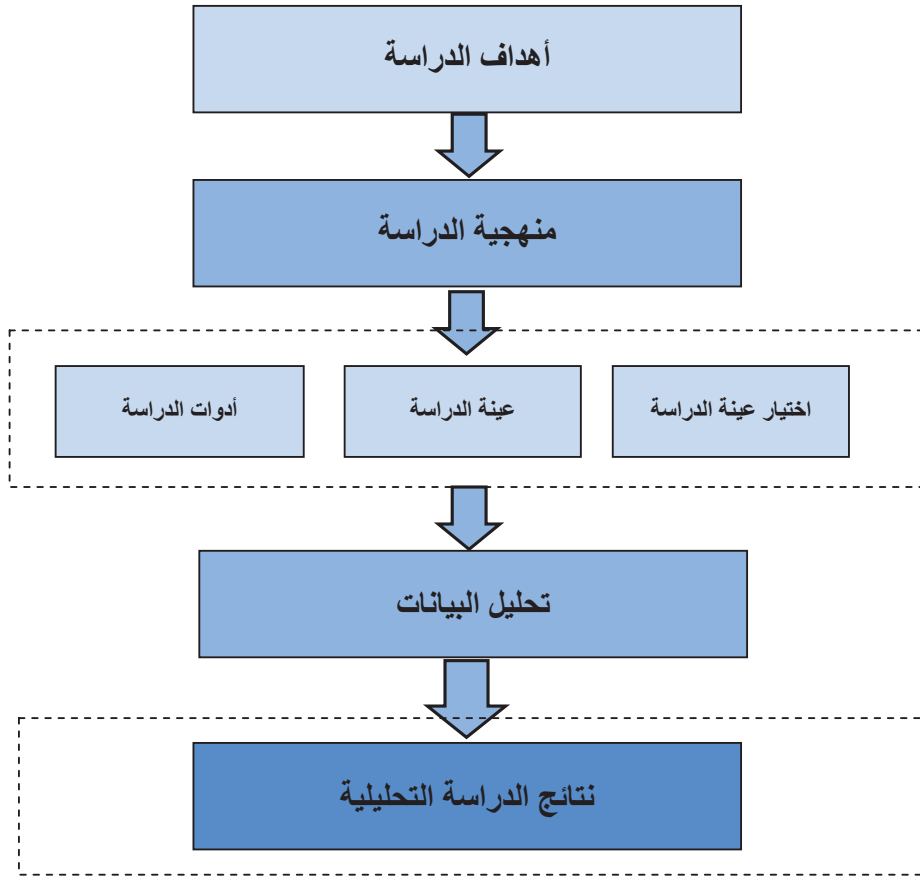 أهداف الدراسة
منهجية الدراسة
اختيار عينة الدراسة
عينة الدراسة
أدوات الدراسة
تحليل البيانات
نتائج الدراسة التحليلية